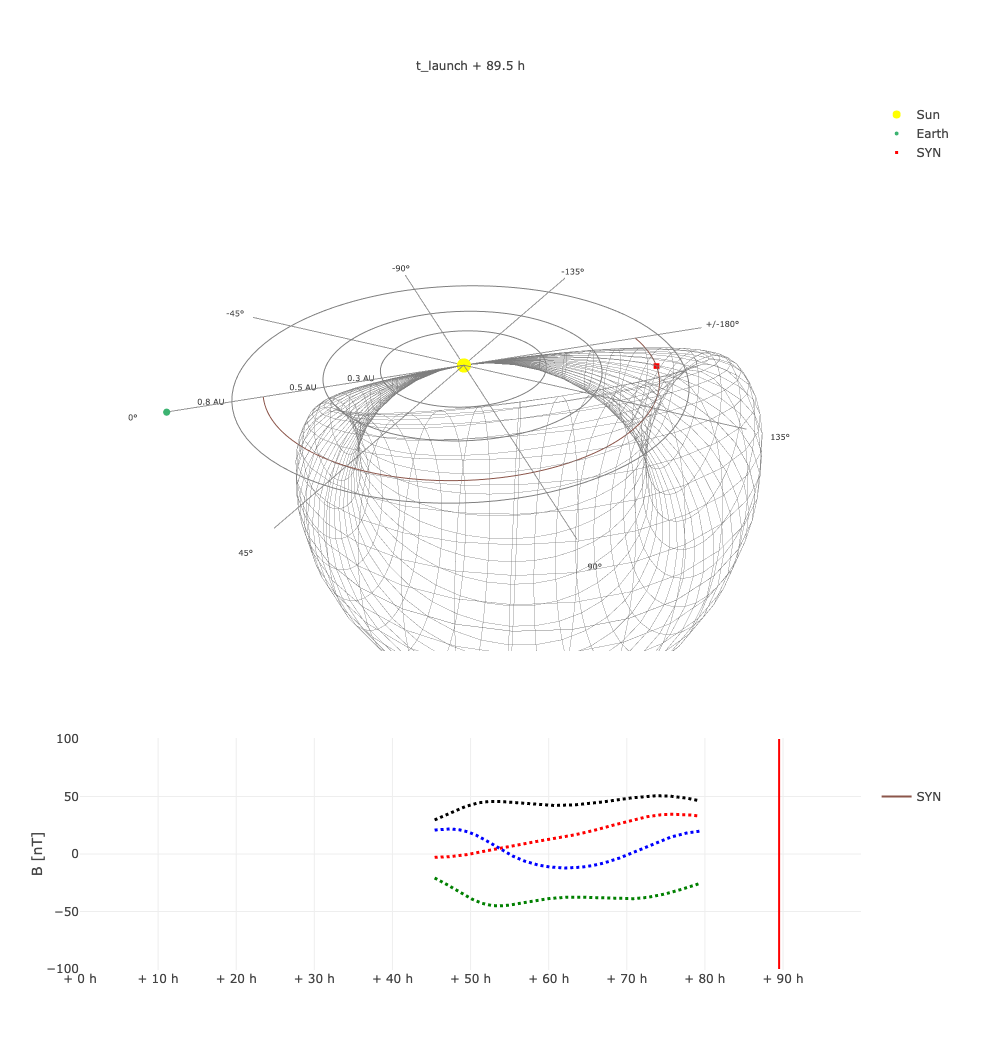 t_launch + 89.5 h
Sun
Earth
SYN
-90°
-135°
-45°
+/-180°
0.3 AU
0.5 AU
0.8 AU
0°
135°
45°
90°
100
50
0
−50
−100
B [nT]
SYN
+ 0 h
+ 10 h
+ 20 h
+ 30 h
+ 40 h
+ 50 h
+ 60 h
+ 70 h
+ 80 h
+ 90 h